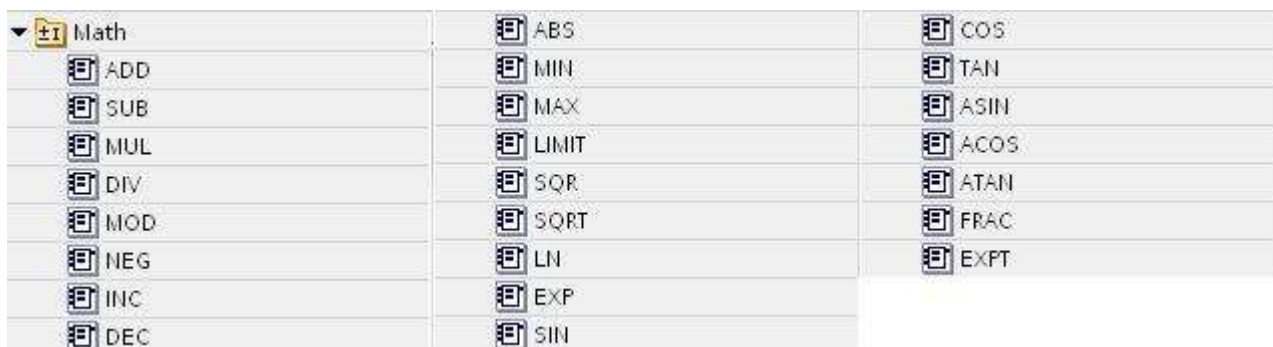 Math
ADD
SUB
MUL
DIV
MOD
NEG
INC
DEC
ABS
MIN
MAX
LIMIT
SQR
SQRT
LN
EXP
SIN
COS
TAN
ASIN
ACOS
ATAN
FRAC
EXPT